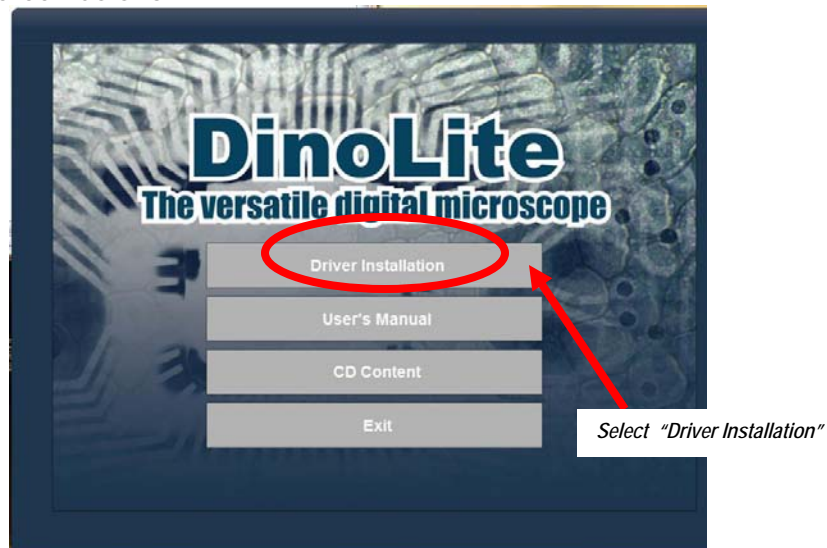 DinoLite
The versatile digital microscope
Driver Installation
User's Manual
CD Content
Exit
Select “Driver Installation”